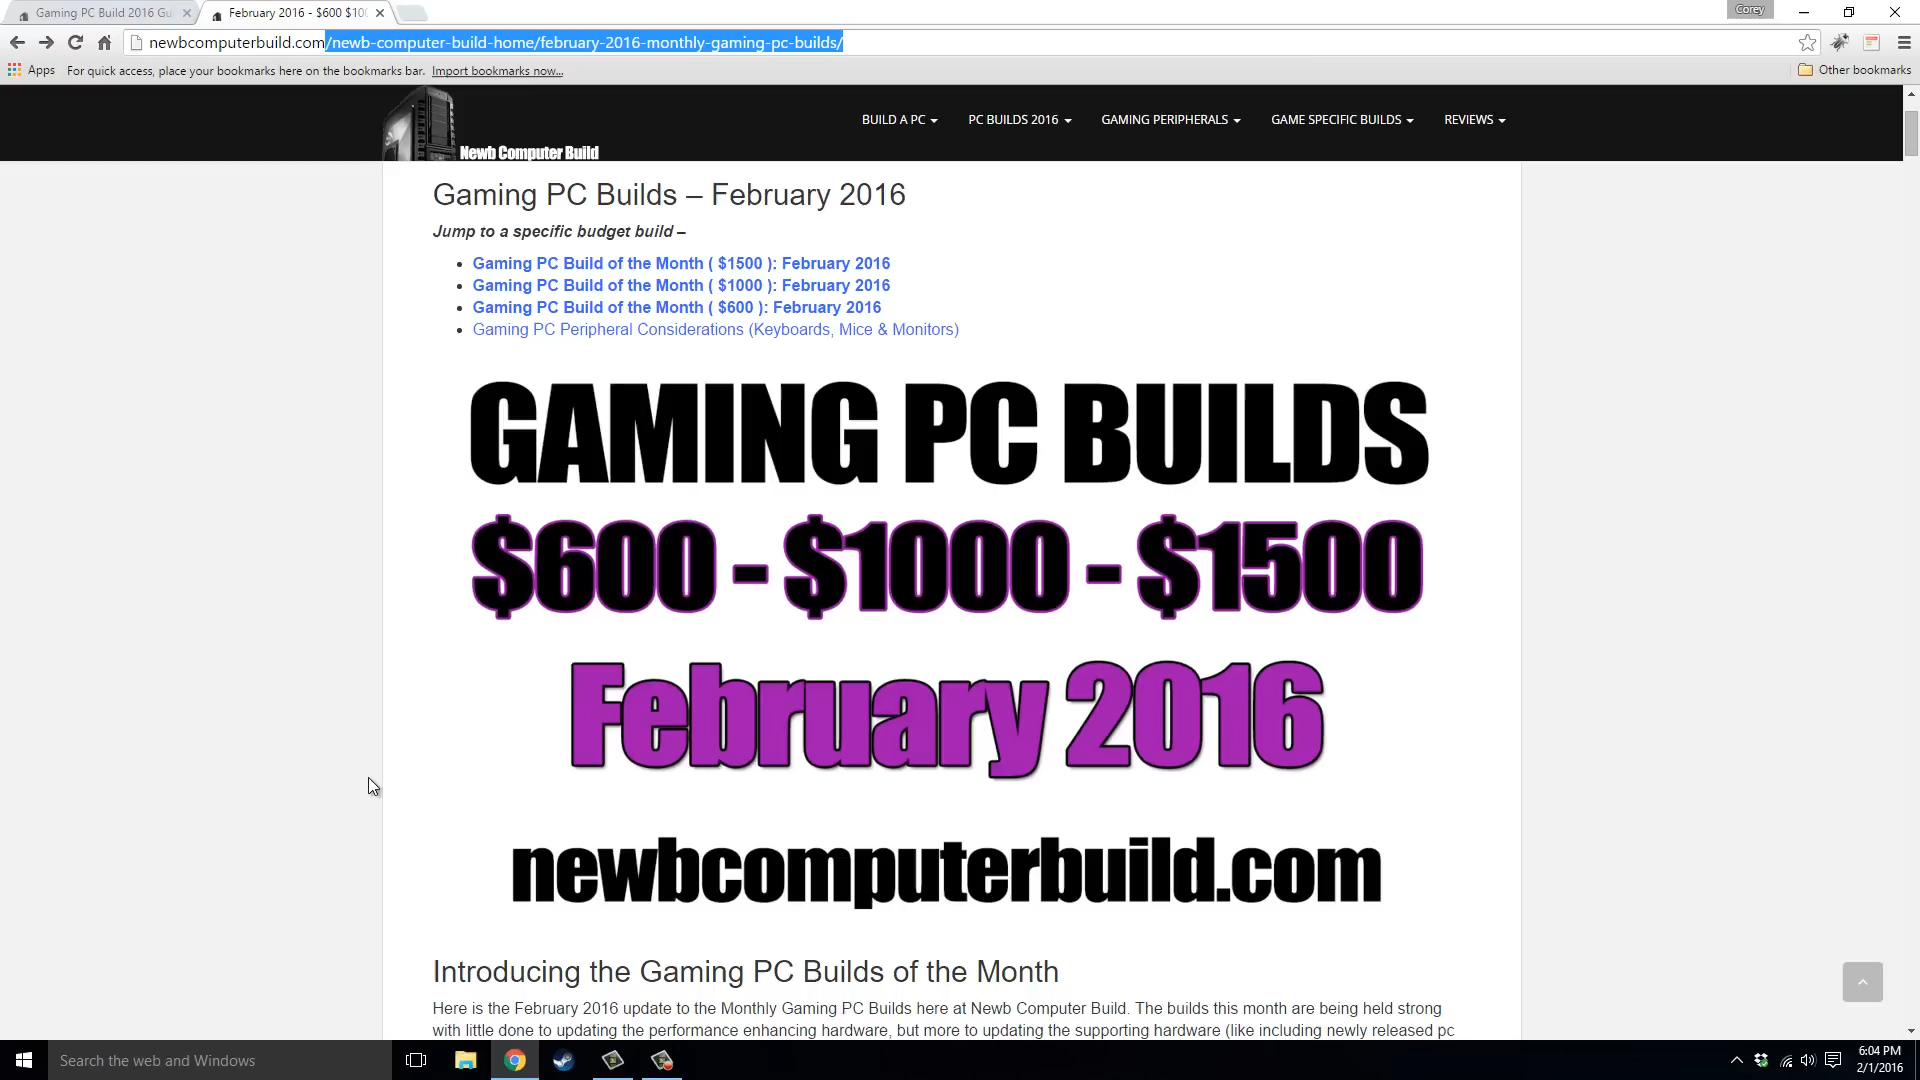 Gaming PC Build 2016 Gu
February 2016 - $600 $10
Corey
newbcomputerbuild.com/newb-computer-build-home/february-2016-monthly-gaming-pc-builds/
Apps For quick access, place your bookmarks here on the bookmarks bar. Import bookmarks now... Other bookmarks
Newb Computer Build
BUILD A PC PC BUILDS 2016 GAMING PERIPHERALS GAME SPECIFIC BUILDS REVIEWS
Gaming PC Builds – February 2016
Jump to a specific budget build –
Gaming PC Build of the Month ( $1500 ): February 2016
Gaming PC Build of the Month ( $1000 ): February 2016
Gaming PC Build of the Month ( $600 ): February 2016
Gaming PC Peripheral Considerations (Keyboards, Mice & Monitors)
GAMING PC BUILDS
$600 - $1000 - $1500
February 2016
newbcomputerbuild.com
Introducing the Gaming PC Builds of the Month
Here is the February 2016 update to the Monthly Gaming PC Builds here at Newb Computer Build. The builds this month are being held strong
with little done to updating the performance enhancing hardware, but more to updating the supporting hardware (like including newly released pc
Search the web and Windows
6:04 PM
2/1/2016